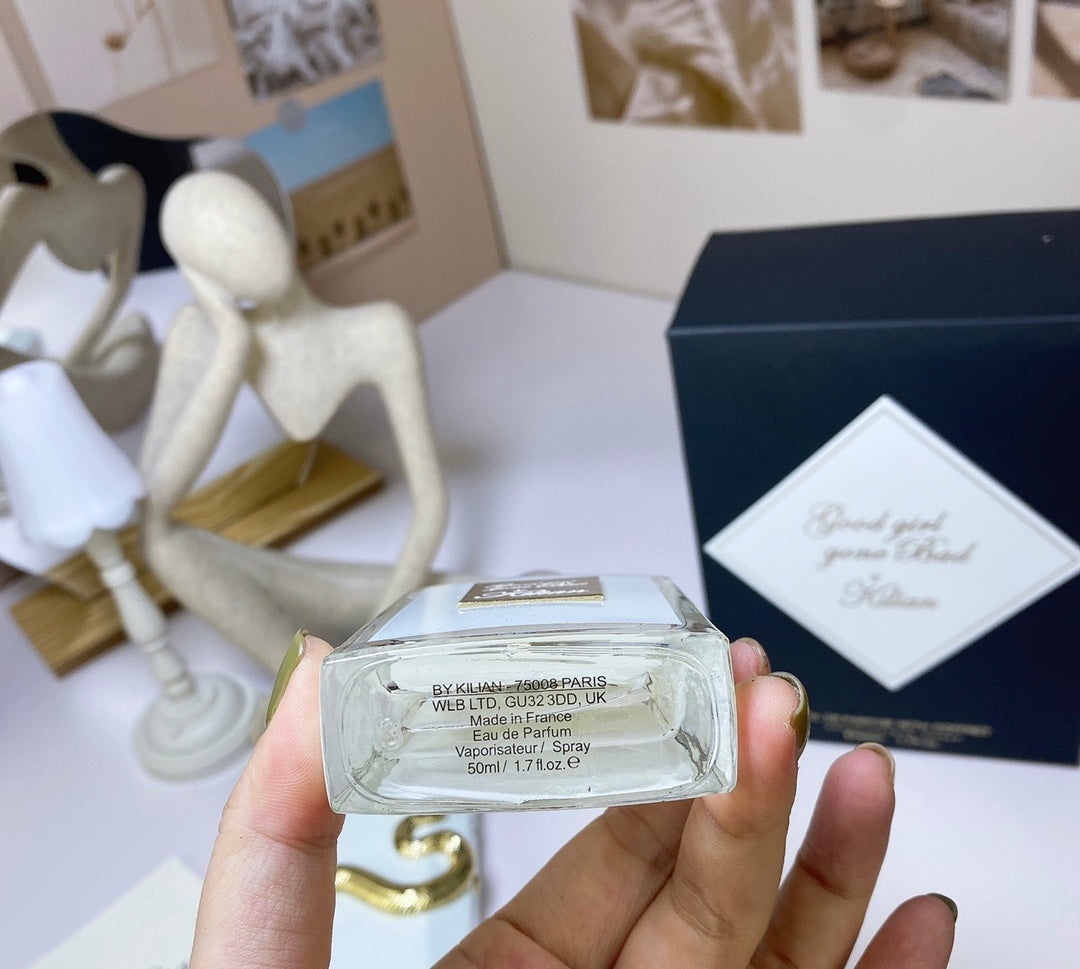 Good girl
gone Bad
Kilian
Kilian
BY KILIAN - 75008 PARIS
WLB LTD, GU32 3DD, UK
Made in France
Eau de Parfum
Vaporisateur / Spray
50ml / 1.7 fl.oz.℮